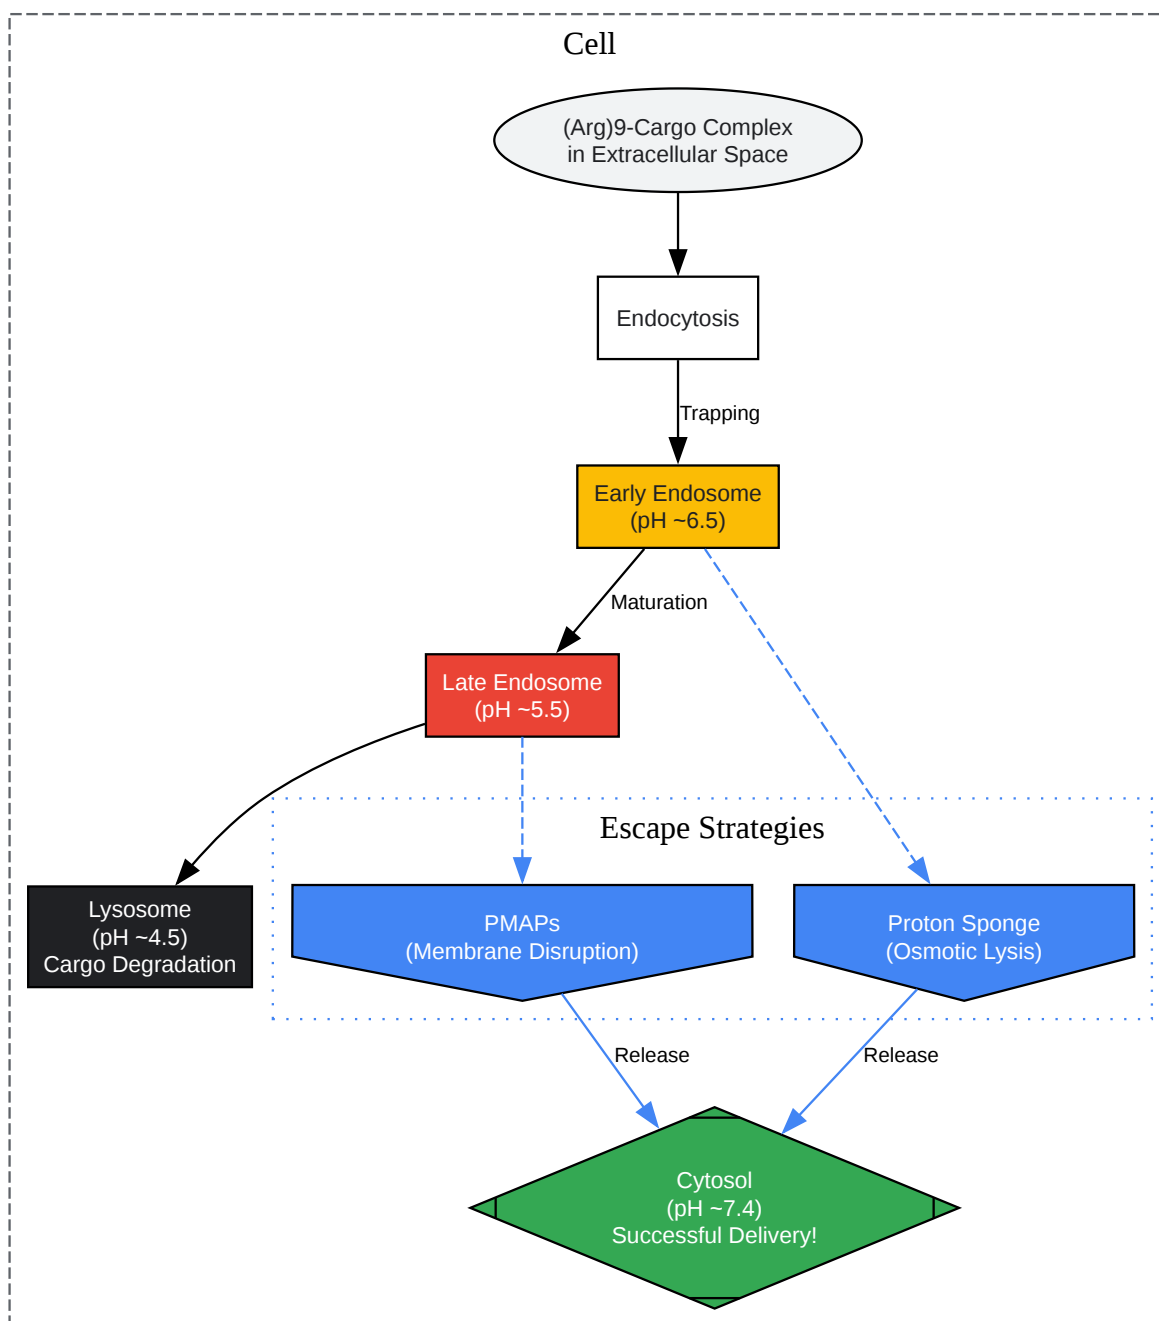 Cell
(Arg)9-Cargo Complex
in Extracellular Space
Endocytosis
Trapping
Early Endosome
(pH ~6.5)
Maturation
Late Endosome
(pH ~5.5)
Escape Strategies
Lysosome
(pH ~4.5)
Cargo Degradation
PMAPs
(Membrane Disruption)
Proton Sponge
(Osmotic Lysis)
Release
Release
Cytosol
(pH ~7.4)
Successful Delivery!